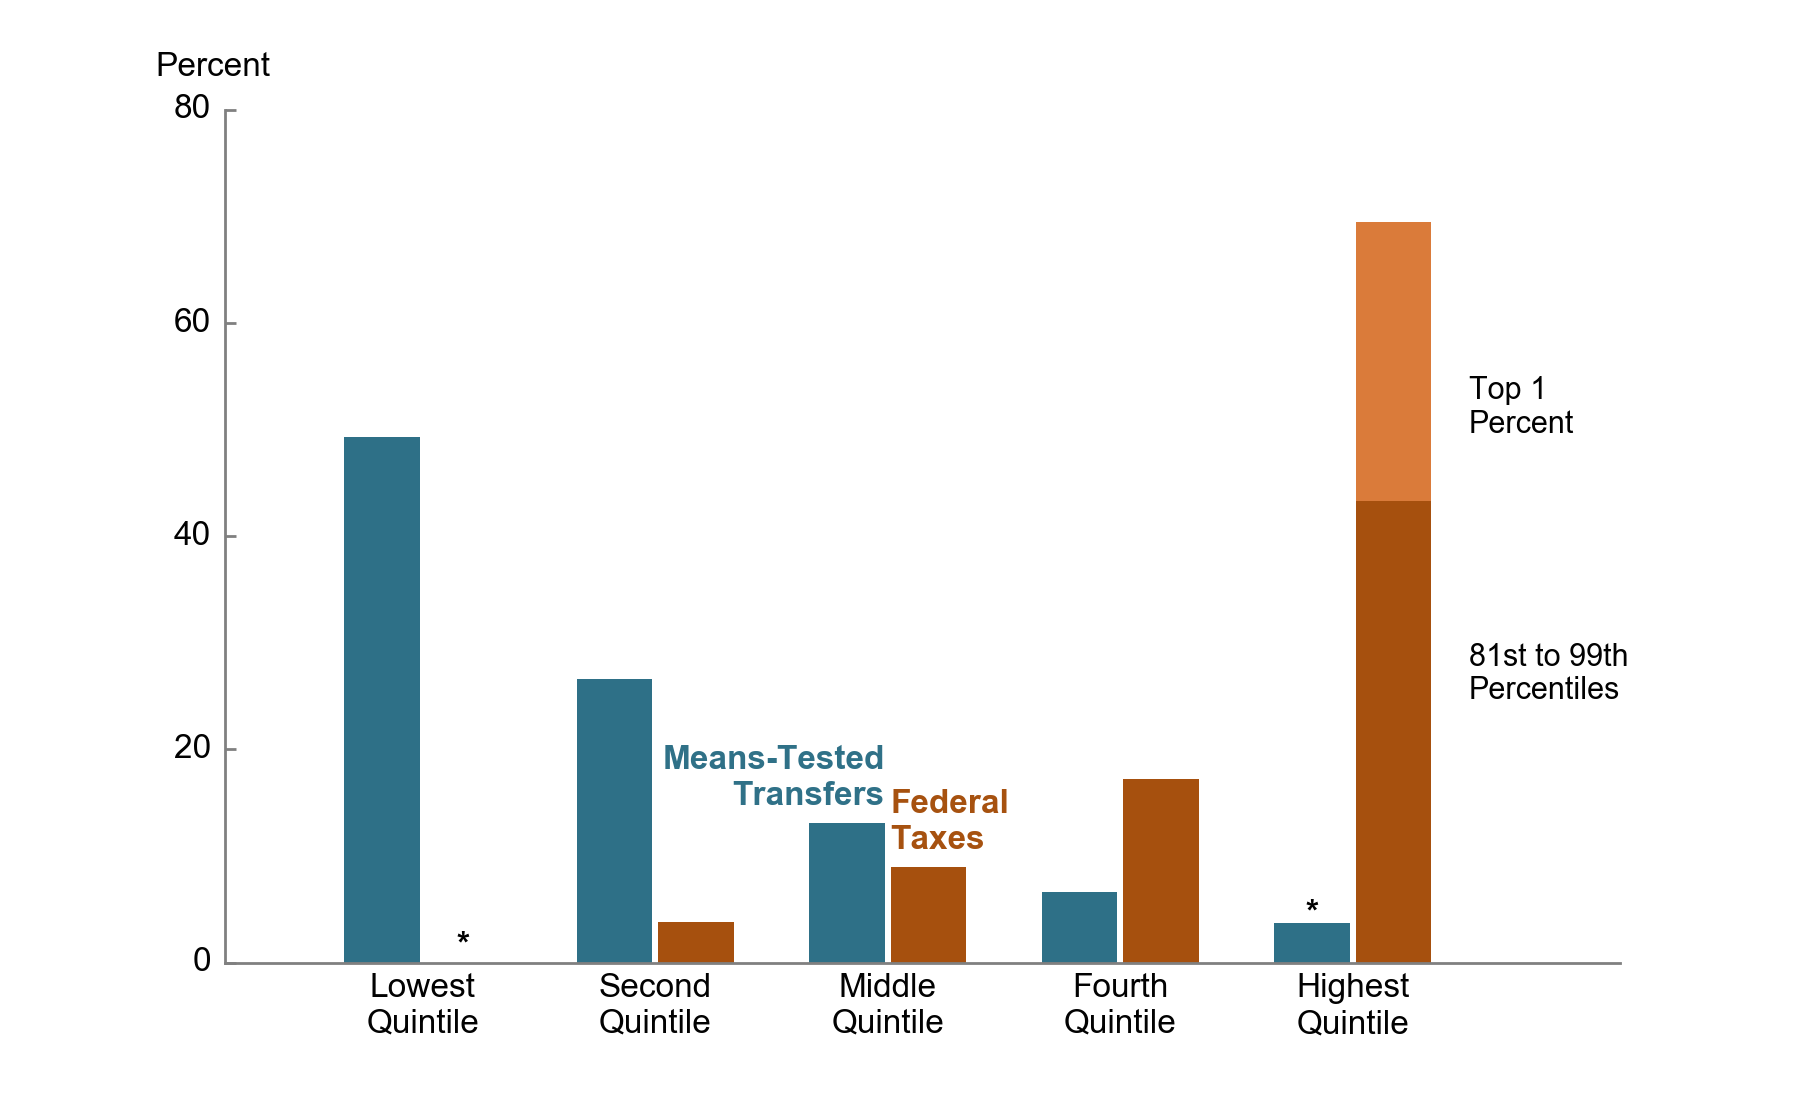 Percent
80
60
40
20
0
Top 1
Percent
81st to 99th
Percentiles
Means-Tested
Transfers
Federal
Taxes
*
*
Lowest
Quintile
Second
Quintile
Middle
Quintile
Fourth
Quintile
Highest
Quintile